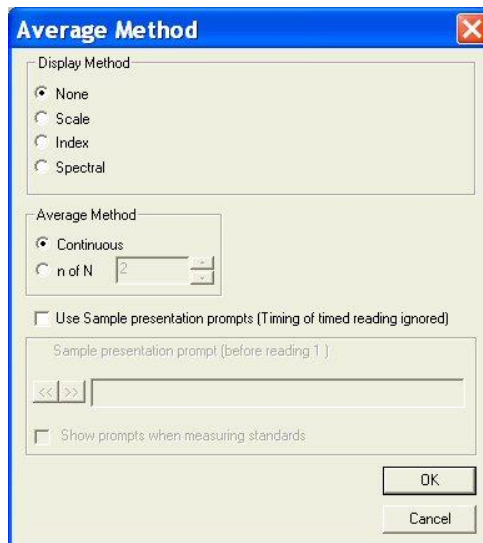 Average Method
Display Method
None
Scale
Index
Spectral
Average Method
Continuous
n of N 2
Use Sample presentation prompts (Timing of timed reading ignored)
Sample presentation prompt (before reading 1 )
<< >>
Show prompts when measuring standards
OK
Cancel